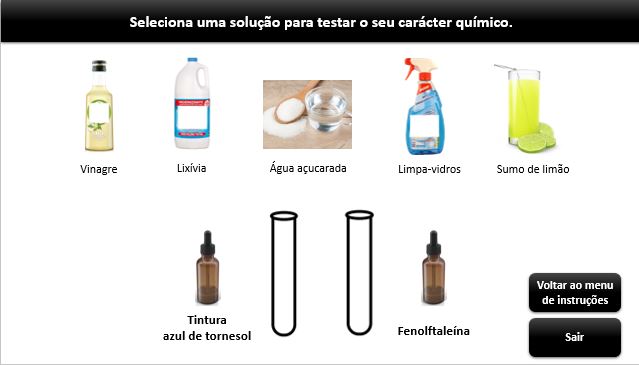 Seleciona uma solução para testar o seu carácter químico.
Vinagre
Lixívia
Água açucarada
Limpa-vidros
Sumo de limão
Tintura
azul de tornesol
Fenolftaleína
Voltar ao menu
de instruções
Sair